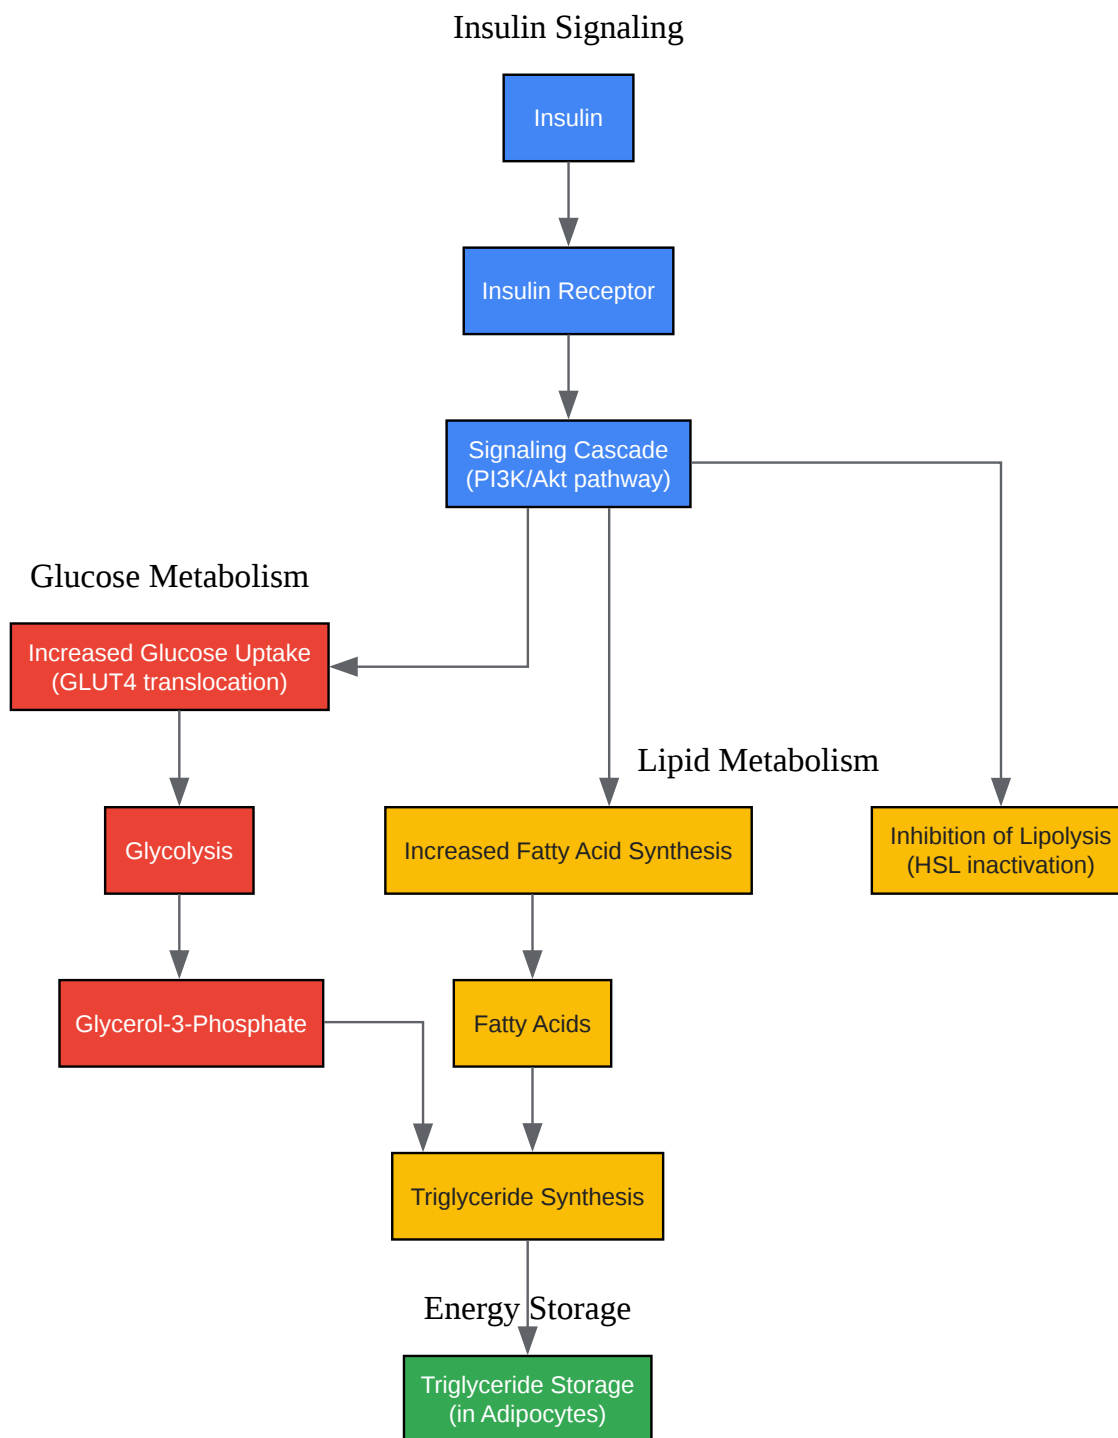 Insulin Signaling
Insulin
Insulin Receptor
Signaling Cascade
(PI3K/Akt pathway)
Glucose Metabolism
Increased Glucose Uptake
(GLUT4 translocation)
Lipid Metabolism
Glycolysis
Increased Fatty Acid Synthesis
Inhibition of Lipolysis
(HSL inactivation)
Glycerol-3-Phosphate
Fatty Acids
Triglyceride Synthesis
Energy Storage
Triglyceride Storage
(in Adipocytes)